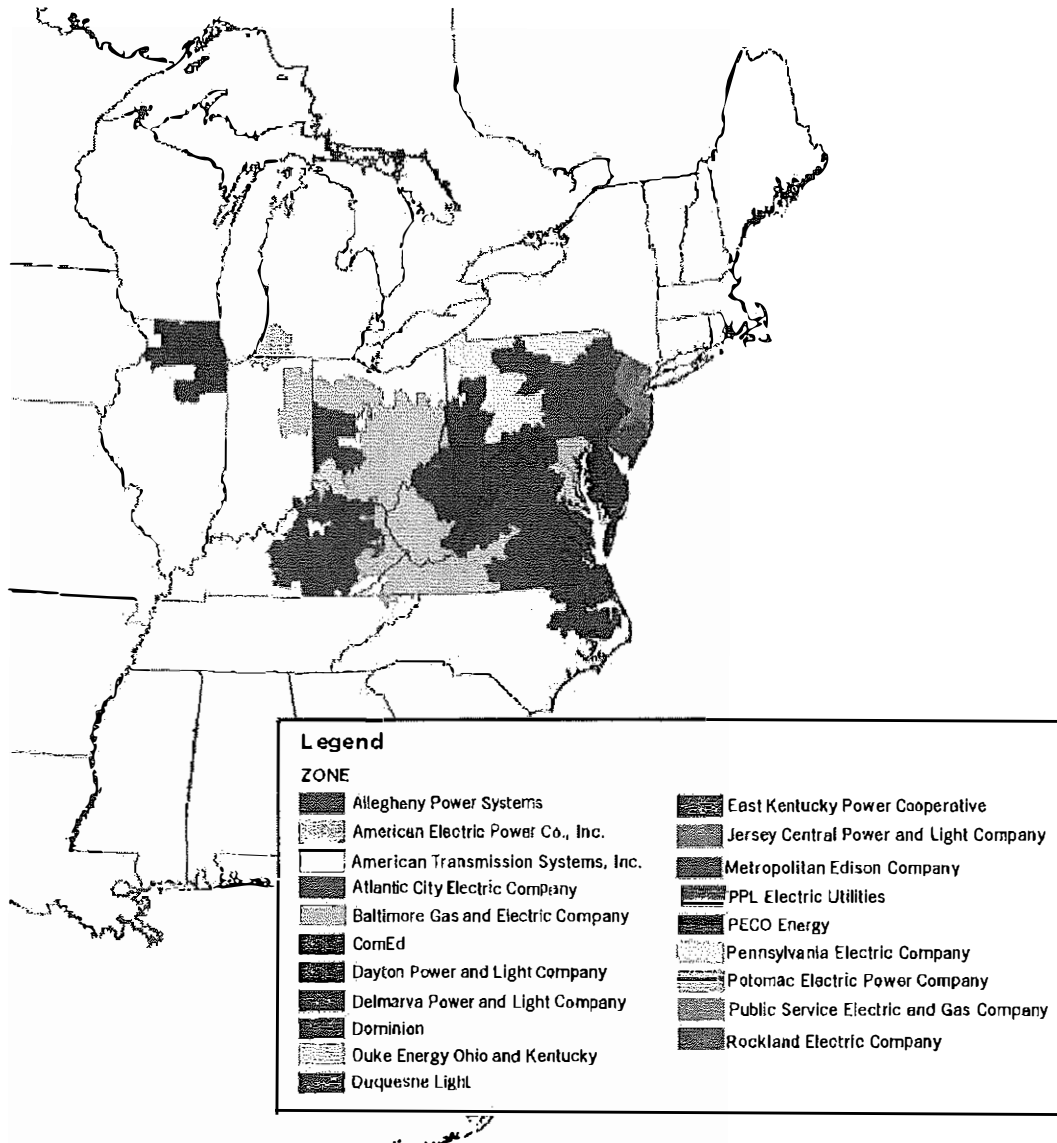 Legend
ZONE
Allegheny Power Systems
American Electric Power Co., Inc.
American Transmission Systems, Inc.
Atlantic City Electric Company
Baltimore Gas and Electric Company
ComEd
Dayton Power and Light Company
Delmarva Power and Light Company
Dominion
Duke Energy Ohio and Kentucky
Duquesne Light
East Kentucky Power Cooperative
Jersey Central Power and Light Company
Metropolitan Edison Company
PPL Electric Utilities
PECO Energy
Pennsylvania Electric Company
Potomac Electric Power Company
Public Service Electric and Gas Company
Rockland Electric Company